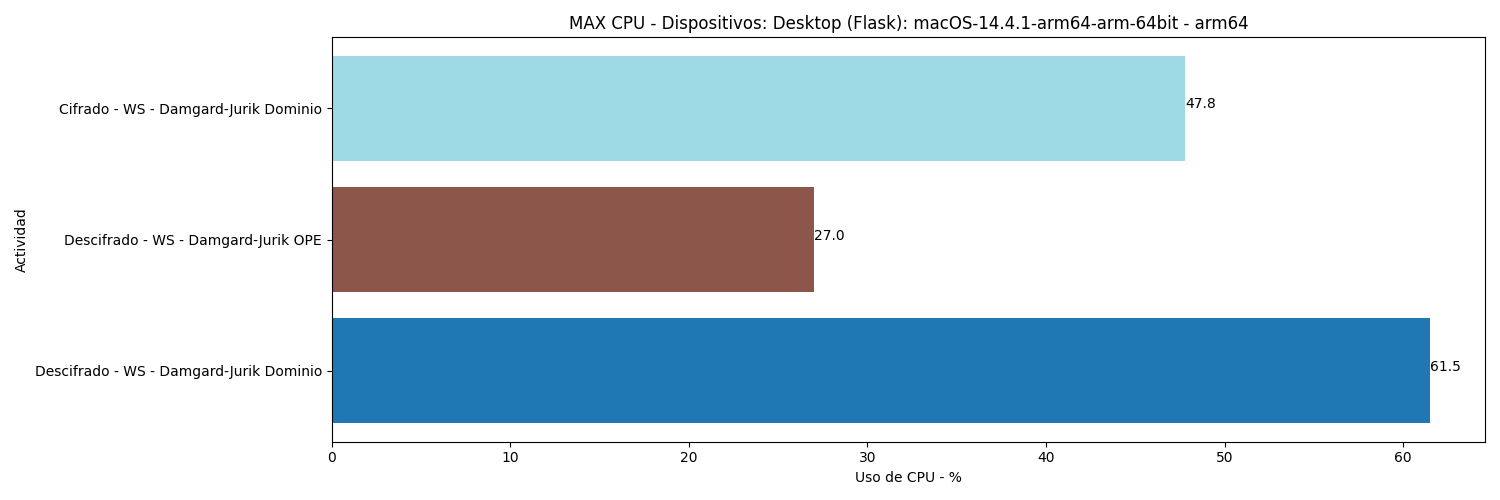 MAX CPU - Dispositivos: Desktop (Flask): macOS-14.4.1-arm64-arm-64bit - arm64
Actividad
Cifrado - WS - Damgard-Jurik Dominio
47.8
Descifrado - WS - Damgard-Jurik OPE
27.0
Descifrado - WS - Damgard-Jurik Dominio
61.5
0 10 20 30 40 50 60
Uso de CPU - %